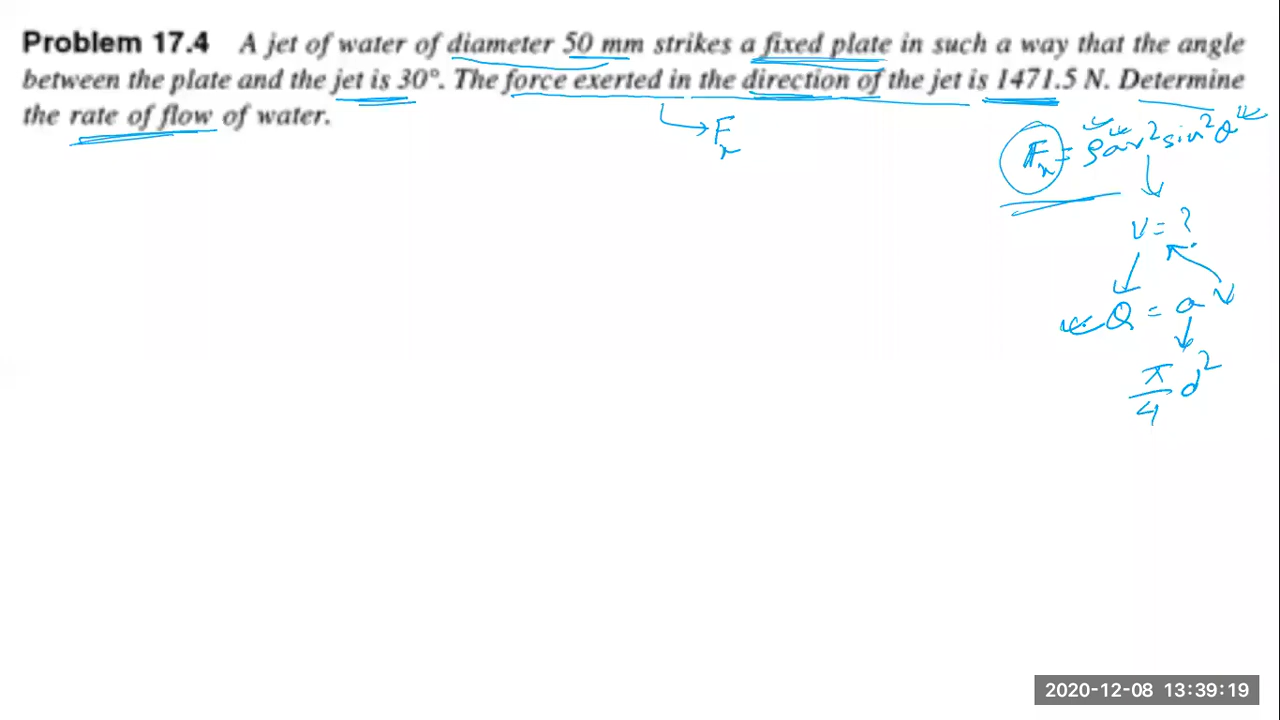 Problem 17.4 A jet of water of diameter 50 mm strikes a fixed plate in such a way that the angle
between the plate and the jet is 30°. The force exerted in the direction of the jet is 1471.5 N. Determine
the rate of flow of water.
Fx
Fx = ρav² sin²θ
v = ?
Q = a v
π/4 d²
2020-12-08 13:39:19